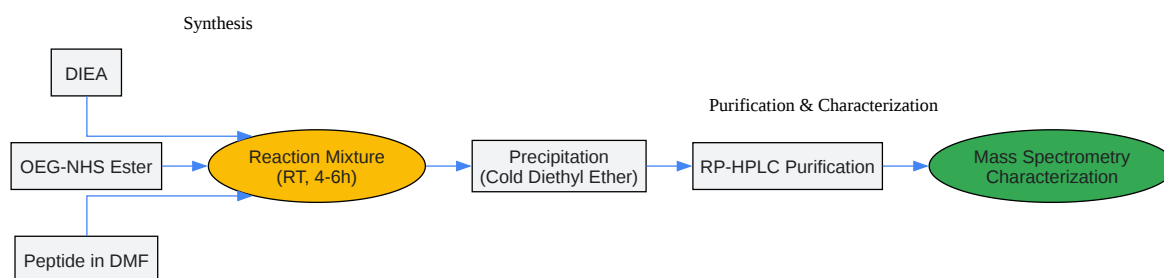 Synthesis
DIEA
Purification & Characterization
OEG-NHS Ester
Reaction Mixture
(RT, 4-6h)
Precipitation
(Cold Diethyl Ether)
RP-HPLC Purification
Mass Spectrometry
Characterization
Peptide in DMF